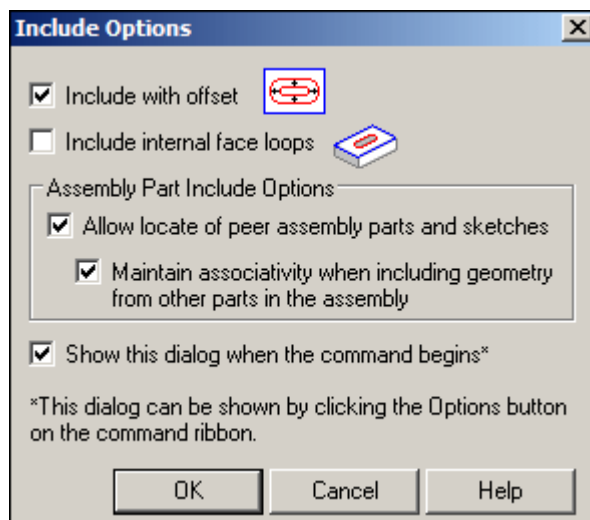 Include Options
Include with offset
Include internal face loops
Assembly Part Include Options
Allow locate of peer assembly parts and sketches
Maintain associativity when including geometry
from other parts in the assembly
Show this dialog when the command begins*
*This dialog can be shown by clicking the Options button
on the command ribbon.
OK Cancel Help